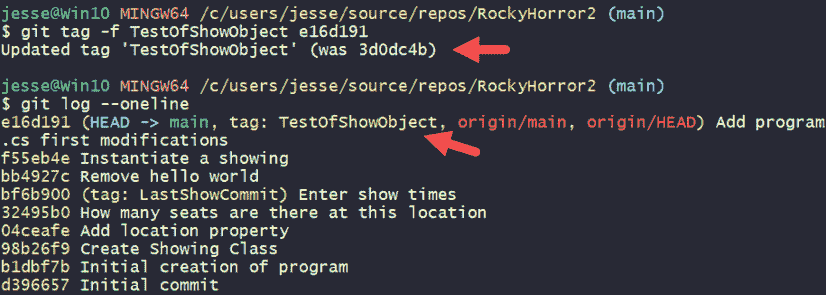 jesse@Win10 MINGW64 /c/users/jesse/source/repos/RockyHorror2 (main)
$ git tag -f TestOfShowObject e16d191
Updated tag 'TestOfShowObject' (was 3d0dc4b)
jesse@Win10 MINGW64 /c/users/jesse/source/repos/RockyHorror2 (main)
$ git log --oneline
e16d191 (HEAD -> main, tag: TestOfShowObject, origin/main, origin/HEAD) Add program
.cs first modifications
f55eb4e Instantiate a showing
bb4927c Remove hello world
bf6b900 (tag: LastShowCommit) Enter show times
32495b0 How many seats are there at this location
04ceafe Add location property
98b26f9 Create Showing Class
b1dbf7b Initial creation of program
d396657 Initial commit